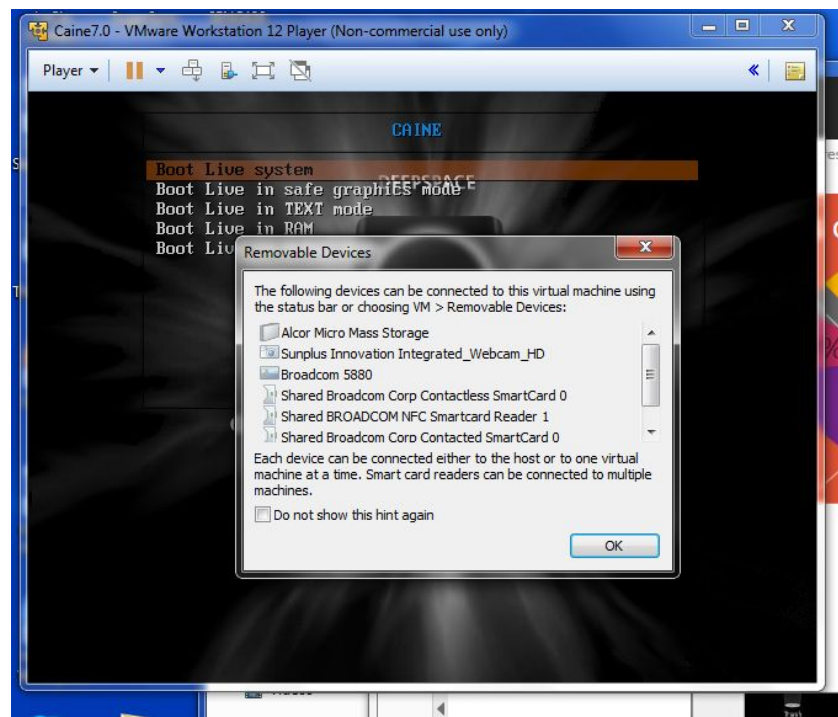 Caine7.0 - VMware Workstation 12 Player (Non-commercial use only)
Player
CAINE
Boot Live system
DEEPSPACE
Boot Live in safe graphics mode
Boot Live in TEXT mode
Boot Live in RAM
Boot Liv
Removable Devices
The following devices can be connected to this virtual machine using
the status bar or choosing VM > Removable Devices:
Alcor Micro Mass Storage
Sunplus Innovation Integrated_Webcam_HD
Broadcom 5880
Shared Broadcom Corp Contactless SmartCard 0
Shared BROADCOM NFC Smartcard Reader 1
Shared Broadcom Corp Contacted SmartCard 0
Each device can be connected either to the host or to one virtual
machine at a time. Smart card readers can be connected to multiple
machines.
Do not show this hint again
OK